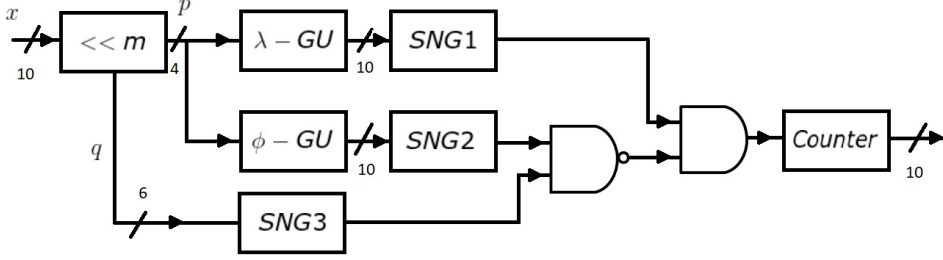 x
10
<< m
p
4
λ − GU
10
SNG1
q
ϕ − GU
10
SNG2
6
SNG3
Counter
10